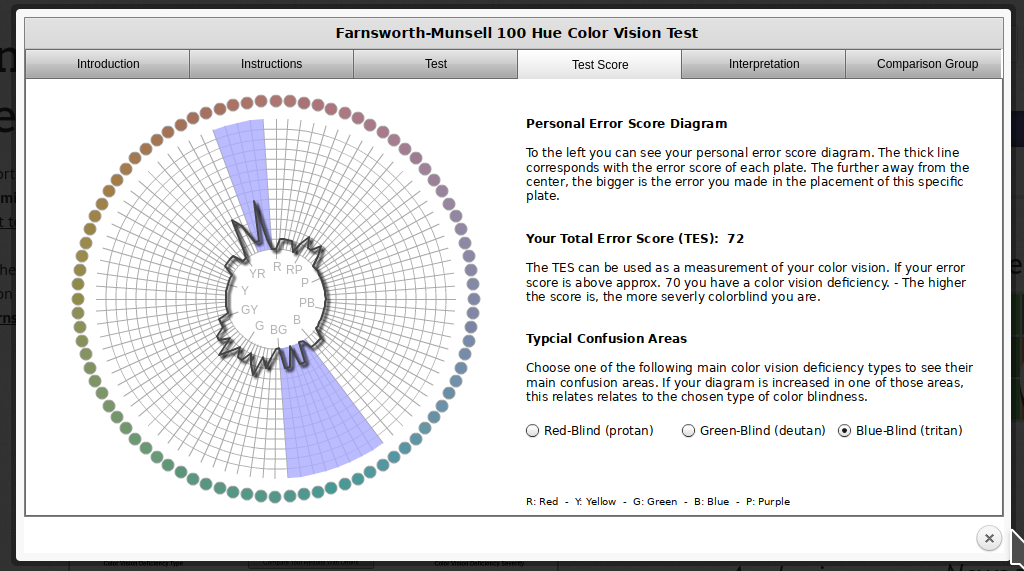 Farnsworth-Munsell 100 Hue Color Vision Test
Introduction
Instructions
Test
Test Score
Interpretation
Comparison Group
R
RP
P
PB
B
BG
G
GY
Y
YR
Personal Error Score Diagram
To the left you can see your personal error score diagram. The thick line
corresponds with the error score of each plate. The further away from the
center, the bigger is the error you made in the placement of this specific
plate.
Your Total Error Score (TES): 72
The TES can be used as a measurement of your color vision. If your error
score is above approx. 70 you have a color vision deficiency. - The higher
the score is, the more severly colorblind you are.
Typcial Confusion Areas
Choose one of the following main color vision deficiency types to see their
main confusion areas. If your diagram is increased in one of those areas,
this relates relates to the chosen type of color blindness.
Red-Blind (protan)
Green-Blind (deutan)
Blue-Blind (tritan)
R: Red - Y: Yellow - G: Green - B: Blue - P: Purple
Color Vision Deficiency Type
Color Vision Deficiency Severity